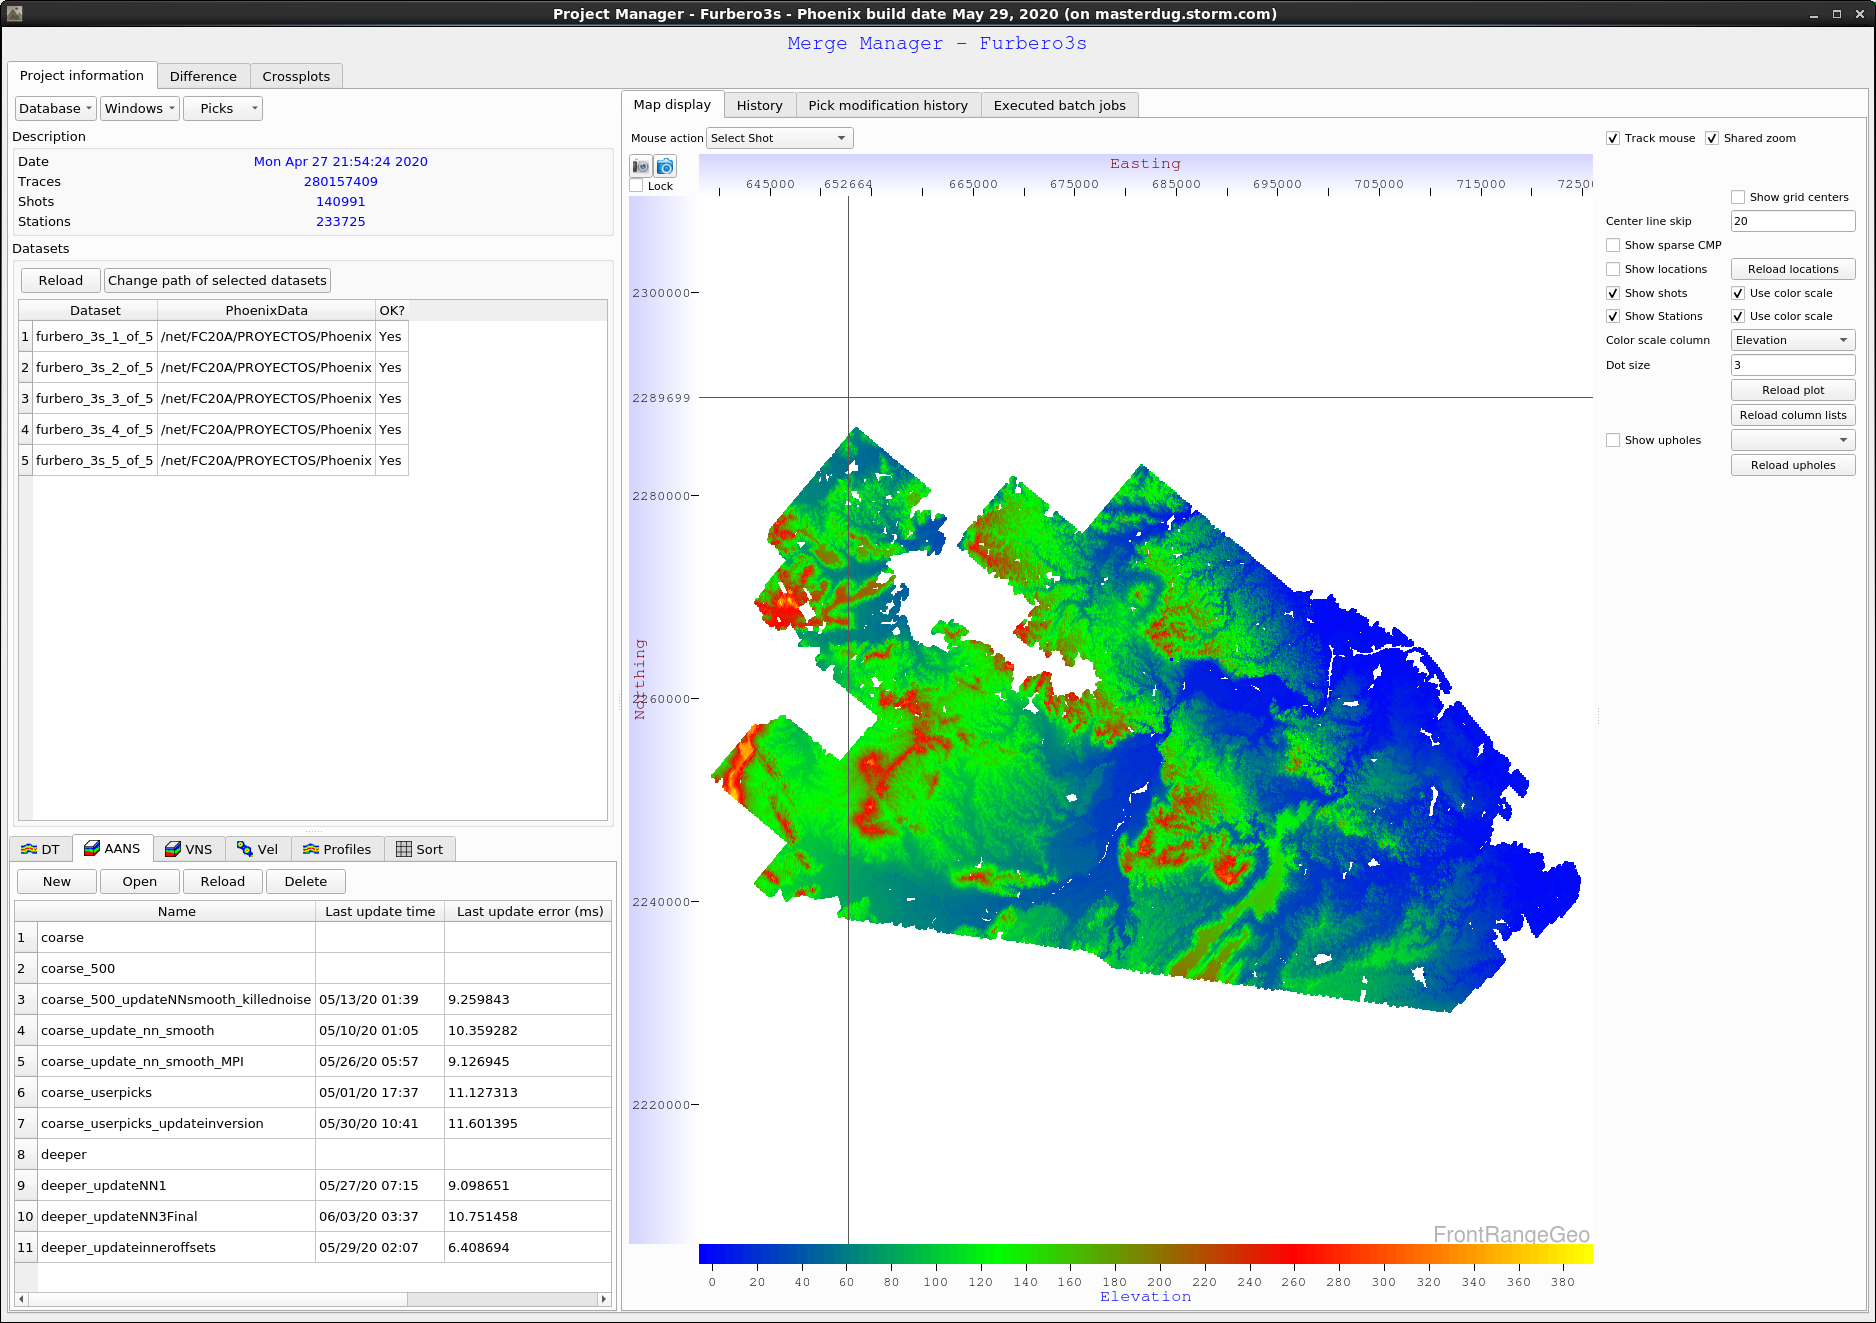 Project Manager - Furbero3s - Phoenix build date May 29, 2020 (on masterdug.storm.com)
Merge Manager - Furbero3s
Project information Difference Crossplots
Database Windows Picks
Description
Date Mon Apr 27 21:54:24 2020
Traces 280157409
Shots 140991
Stations 233725
Datasets
Reload Change path of selected datasets
Dataset PhoenixData OK?
1 furbero_3s_1_of_5 /net/FC20A/PROYECTOS/Phoenix Yes
2 furbero_3s_2_of_5 /net/FC20A/PROYECTOS/Phoenix Yes
3 furbero_3s_3_of_5 /net/FC20A/PROYECTOS/Phoenix Yes
4 furbero_3s_4_of_5 /net/FC20A/PROYECTOS/Phoenix Yes
5 furbero_3s_5_of_5 /net/FC20A/PROYECTOS/Phoenix Yes
DT AANS VNS Vel Profiles Sort
New Open Reload Delete
Name Last update time Last update error (ms)
1 coarse
2 coarse_500
3 coarse_500_updateNNsmooth_killednoise 05/13/20 01:39 9.259843
4 coarse_update_nn_smooth 05/10/20 01:05 10.359282
5 coarse_update_nn_smooth_MPI 05/26/20 05:57 9.126945
6 coarse_userpicks 05/01/20 17:37 11.127313
7 coarse_userpicks_updateinversion 05/30/20 10:41 11.601395
8 deeper
9 deeper_updateNN1 05/27/20 07:15 9.098651
10 deeper_updateNN3Final 06/03/20 03:37 10.751458
11 deeper_updateinneroffsets 05/29/20 02:07 6.408694
Map display History Pick modification history Executed batch jobs
Mouse action Select Shot
Lock
Easting
645000 652664 665000 675000 685000 695000 705000 715000 72500
Northing
2300000
2289699
2280000
2260000
2240000
2220000
FrontRangeGeo
0 20 40 60 80 100 120 140 160 180 200 220 240 260 280 300 320 340 360 380
Elevation
Track mouse Shared zoom
Show grid centers
Center line skip 20
Show sparse CMP
Show locations Reload locations
Show shots Use color scale
Show Stations Use color scale
Color scale column Elevation
Dot size 3
Reload plot
Reload column lists
Show upholes
Reload upholes